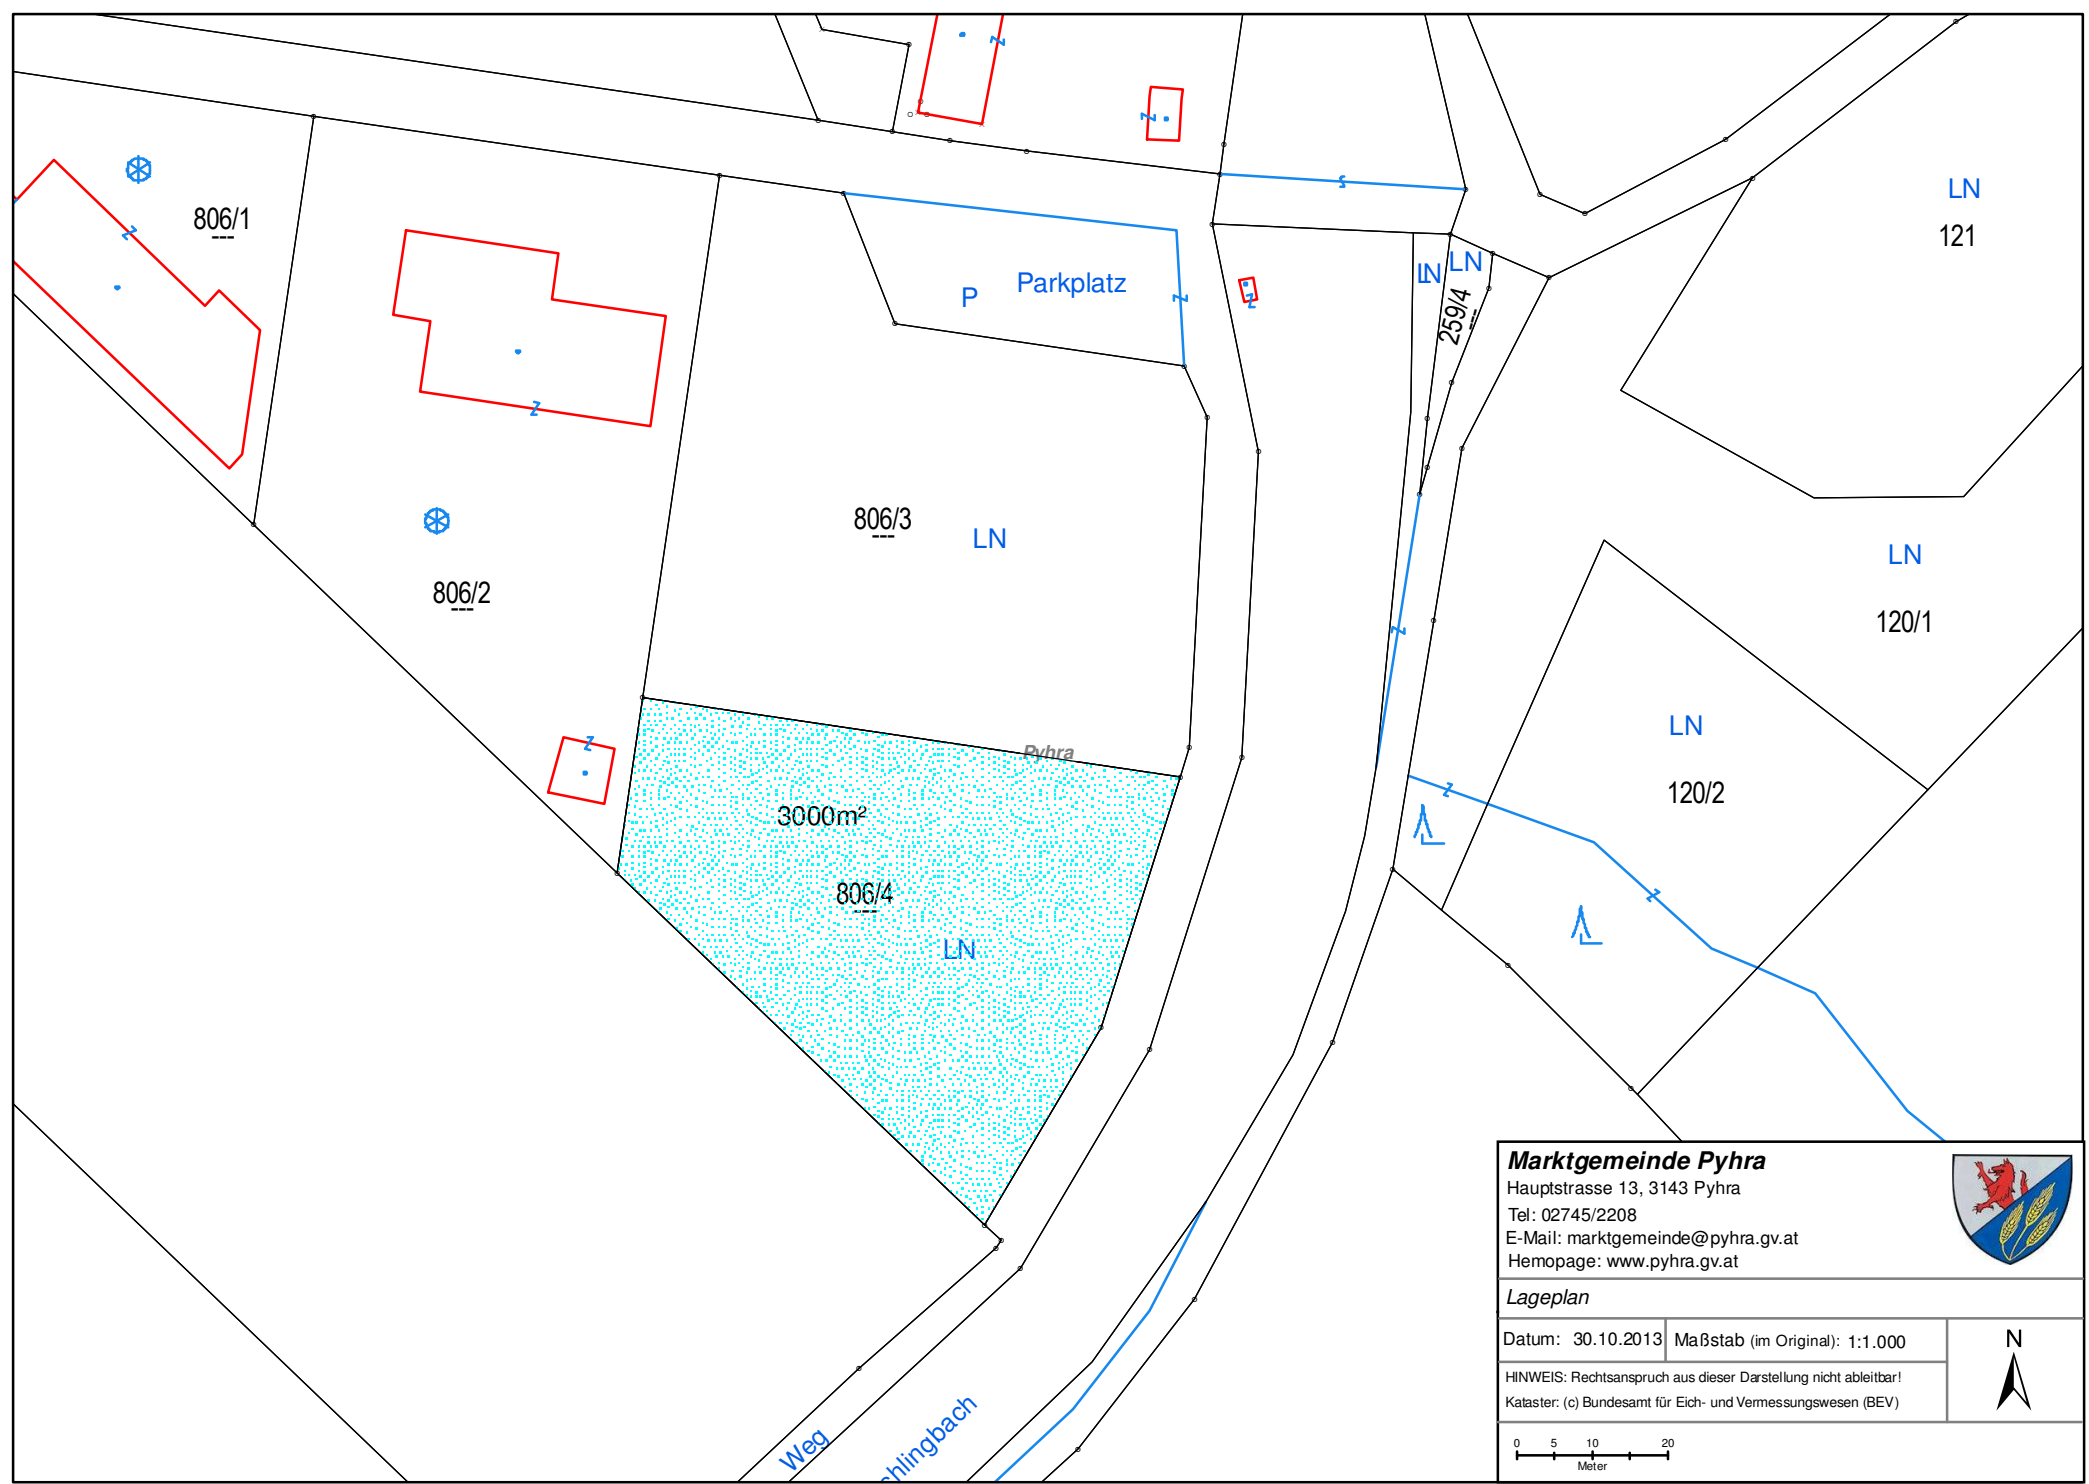 806/1
LN
121
P
Parkplatz
LN
LN
259/4
806/3
LN
806/2
LN
120/1
LN
120/2
Pyhra
3000m²
806/4
LN
Weg
chlingbach
Marktgemeinde Pyhra
Hauptstrasse 13, 3143 Pyhra
Tel: 02745/2208
E-Mail: marktgemeinde@pyhra.gv.at
Hemopage: www.pyhra.gv.at
Lageplan
Datum: 30.10.2013 Maßstab (im Original): 1:1.000
N
HINWEIS: Rechtsanspruch aus dieser Darstellung nicht ableitbar!
Kataster: (c) Bundesamt für Eich- und Vermessungswesen (BEV)
0 5 10 20
Meter